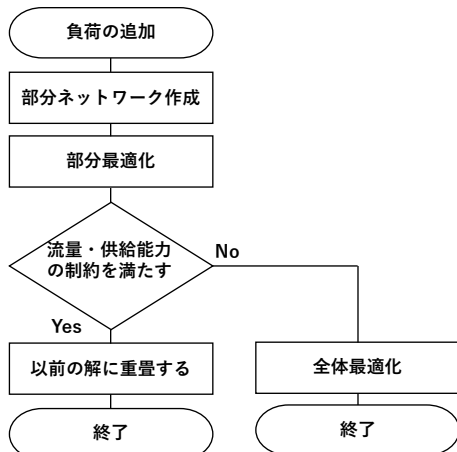 負荷の追加
部分ネットワーク作成
部分最適化
流量・供給能力
の制約を満たす
No
Yes
以前の解に重畳する
全体最適化
終了
終了